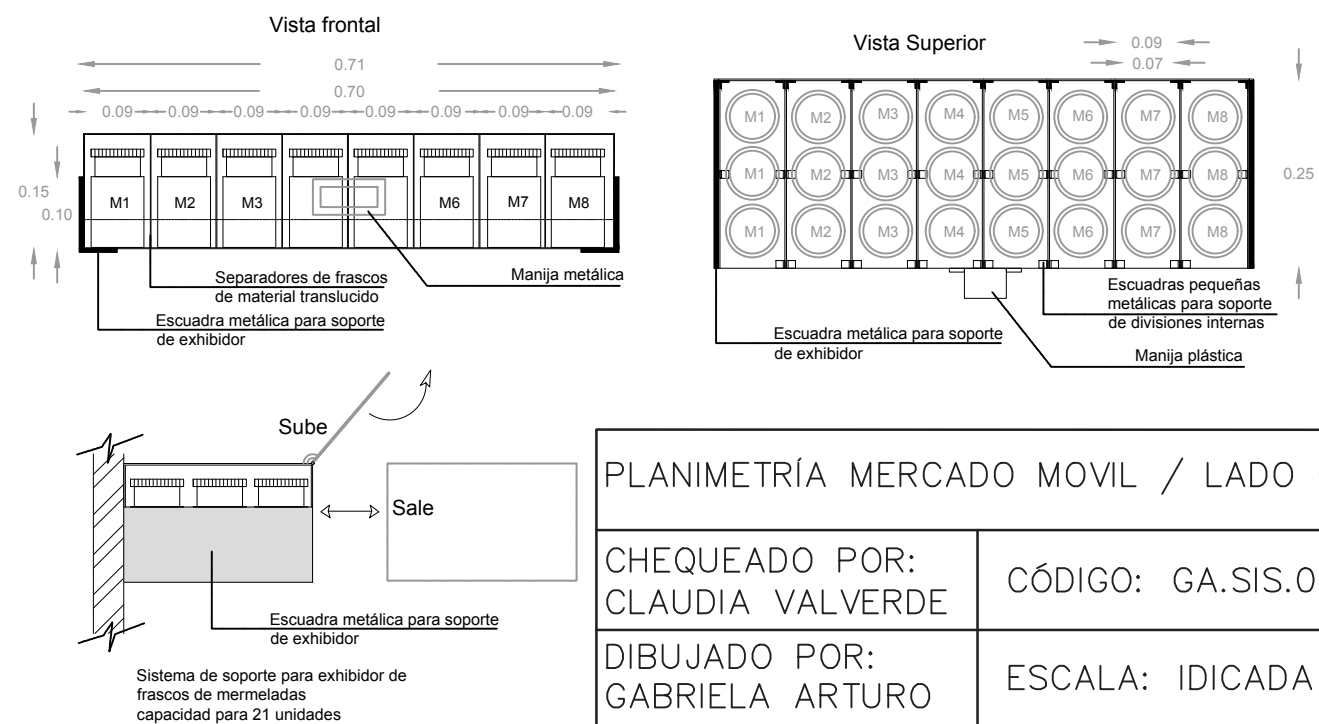 Vista frontal
0.71
0.70
0.09 0.09 0.09 0.09 0.09 0.09 0.09 0.09
0.15
0.10
M1 M2 M3 M6 M7 M8
Separadores de frascos
de material translucido
Manija metálica
Escuadra metálica para soporte
de exhibidor
Vista Superior
0.09
0.07
M1 M2 M3 M4 M5 M6 M7 M8
M1 M2 M3 M4 M5 M6 M7 M8
M1 M2 M3 M4 M5 M6 M7 M8
0.25
Escuadras pequeñas
metálicas para soporte
de divisiones internas
Escuadra metálica para soporte
de exhibidor
Manija plástica
Sube
Sale
Escuadra metálica para soporte
de exhibidor
Sistema de soporte para exhibidor de
frascos de mermeladas
capacidad para 21 unidades
PLANIMETRÍA MERCADO MOVIL / LADO
CHEQUEADO POR:
CLAUDIA VALVERDE
CÓDIGO: GA.SIS.0
DIBUJADO POR:
GABRIELA ARTURO
ESCALA: IDICADA